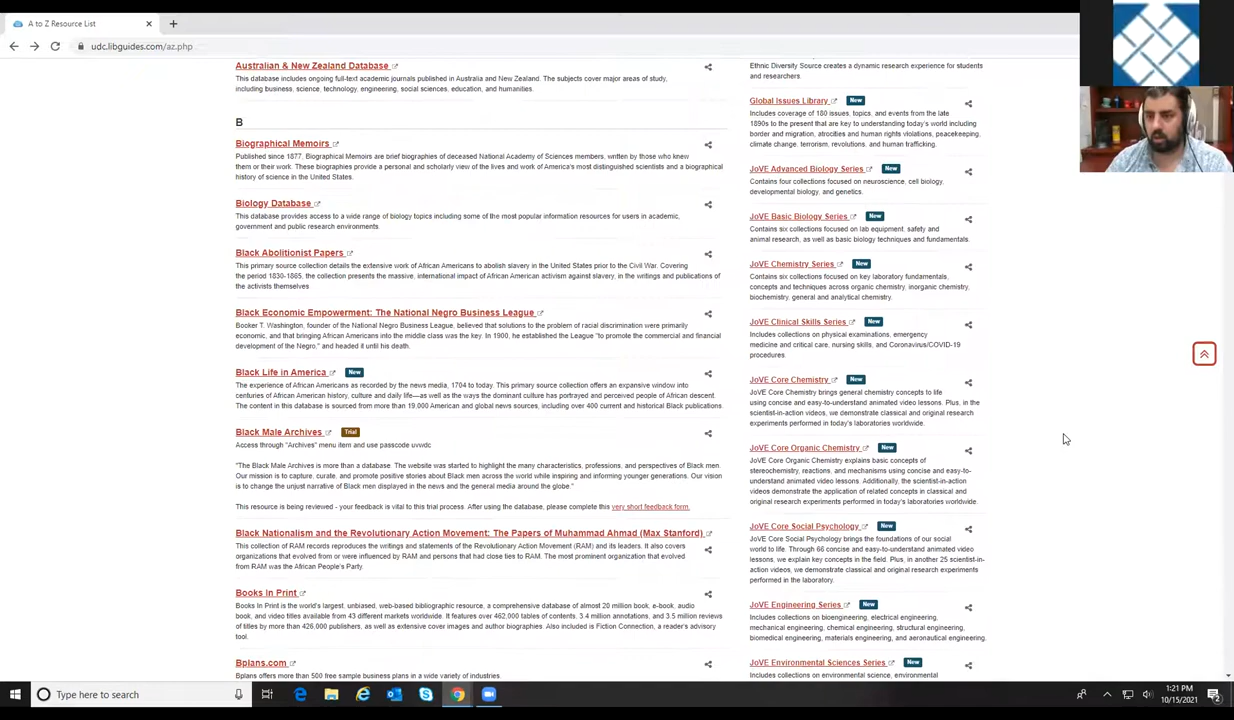 A to Z Resource List
udc.libguides.com/az.php
Australian & New Zealand Database
This database includes ongoing full-text academic journals published in Australia and New Zealand. The subjects cover major areas of study,
including business, science, technology, engineering, social sciences, education, and humanities.
B
Biographical Memoirs
Published since 1877, Biographical Memoirs are brief biographies of deceased National Academy of Sciences members, written by those who knew
them or their work. These biographies provide a personal and scholarly view of the lives and work of America's most distinguished scientists and a biographical
history of science in the United States.
Biology Database
This database provides access to a wide range of biology topics including some of the most popular information resources for users in academic,
government and public research environments.
Black Abolitionist Papers
This primary source collection details the extensive work of African Americans to abolish slavery in the United States prior to the Civil War. Covering
the period 1830-1865, the collection presents the massive, international impact of African American activism against slavery, in the writings and publications of
the activists themselves
Black Economic Empowerment: The National Negro Business League
Booker T. Washington, founder of the National Negro Business League, believed that solutions to the problem of racial discrimination were primarily
economic, and that bringing African Americans into the middle class was the key. In 1900, he established the League "to promote the commercial and financial
development of the Negro," and headed it until his death.
Black Life in America New
The experience of African Americans as recorded by the news media, 1704 to today. This primary source collection offers an expansive window into
centuries of African American history, culture and daily life—as well as the ways the dominant culture has portrayed and perceived people of African descent.
The content in this database is sourced from more than 19,000 American and global news sources, including over 400 current and historical Black publications.
Black Male Archives Trial
Access through "Archives" menu item and use passcode uvwdc
"The Black Male Archives is more than a database. The website was started to highlight the many characteristics, professions, and perspectives of Black men.
Our mission is to capture, curate, and promote positive stories about Black men across the world while inspiring and informing younger generations. Our vision
is to change the unjust narrative of Black men displayed in the news and the general media around the globe."
This resource is being reviewed - your feedback is vital to this trial process. After using the database, please complete this very short feedback form.
Black Nationalism and the Revolutionary Action Movement: The Papers of Muhammad Ahmad (Max Stanford)
This collection of RAM records reproduces the writings and statements of the Revolutionary Action Movement (RAM) and its leaders. It also covers
organizations that evolved from or were influenced by RAM and persons that had close ties to RAM. The most prominent organization that evolved
from RAM was the African People's Party.
Books In Print
Books In Print is the world's largest, unbiased, web-based bibliographic resource, a comprehensive database of almost 20 million book, e-book, audio
book, and video titles available from 43 different markets worldwide. It features over 462,000 tables of contents, 3.4 million annotations, and 3.5 million reviews
of titles by more than 426,000 publishers, as well as extensive cover images and author biographies. Also included is Fiction Connection, a reader's advisory
tool.
Bplans.com
Bplans offers more than 500 free sample business plans in a wide variety of industries.
Ethnic Diversity Source creates a dynamic research experience for students
and researchers.
Global Issues Library New
Includes coverage of 180 issues, topics, and events from the late
1890s to the present that are key to understanding today's world including
border and migration, atrocities and human rights violations, peacekeeping,
climate change, terrorism, revolutions, and human trafficking.
JoVE Advanced Biology Series New
Contains four collections focused on neuroscience, cell biology,
developmental biology, and genetics.
JoVE Basic Biology Series New
Contains six collections focused on lab equipment, safety and
animal research, as well as basic biology techniques and fundamentals.
JoVE Chemistry Series New
Contains six collections focused on key laboratory fundamentals,
concepts and techniques across organic chemistry, inorganic chemistry,
biochemistry, general and analytical chemistry.
JoVE Clinical Skills Series New
Includes collections on physical examinations, emergency
medicine and critical care, nursing skills, and Coronavirus/COVID-19
procedures.
JoVE Core Chemistry New
JoVE Core Chemistry brings general chemistry concepts to life
using concise and easy-to-understand animated video lessons. Plus, in the
scientist-in-action videos, we demonstrate classical and original research
experiments performed in today's laboratories worldwide.
JoVE Core Organic Chemistry New
JoVE Core Organic Chemistry explains basic concepts of
stereochemistry, reactions, and mechanisms using concise and easy-to-
understand animated video lessons. Additionally, the scientist-in-action
videos demonstrate the application of related concepts in classical and
original research experiments performed in today's laboratories worldwide.
JoVE Core Social Psychology New
JoVE Core Social Psychology brings the foundations of our social
world to life. Through 66 concise and easy-to-understand animated video
lessons, we explain key concepts in the field. Plus, in another 25 scientist-in-
action videos, we demonstrate classical and original research experiments
performed in the laboratory.
JoVE Engineering Series New
Includes collections on bioengineering, electrical engineering,
mechanical engineering, chemical engineering, structural engineering,
biomedical engineering, materials engineering, and aeronautical engineering.
JoVE Environmental Sciences Series New
Includes collections on environmental science, environmental
Type here to search
1:21 PM
10/15/2021
2